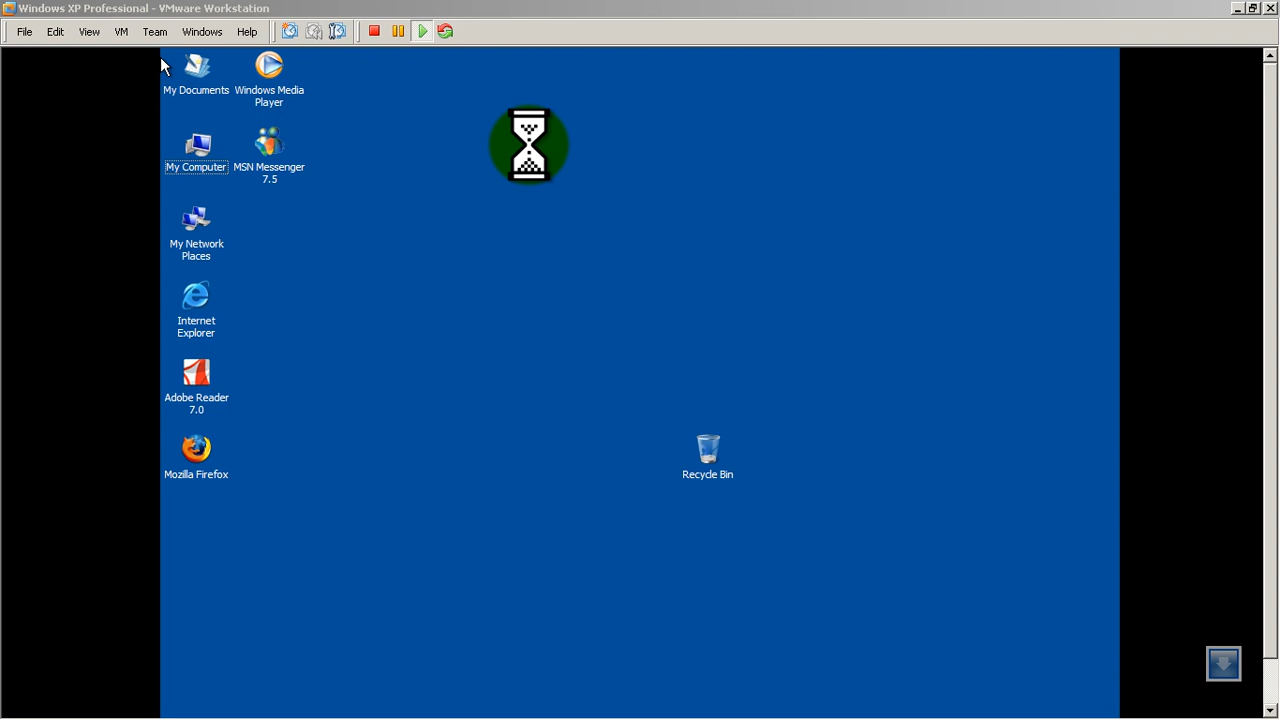 Windows XP Professional - VMware Workstation
File Edit View VM Team Windows Help
My Documents
Windows Media
Player
My Computer
MSN Messenger
7.5
My Network
Places
Internet
Explorer
Adobe Reader
7.0
Mozilla Firefox
Recycle Bin